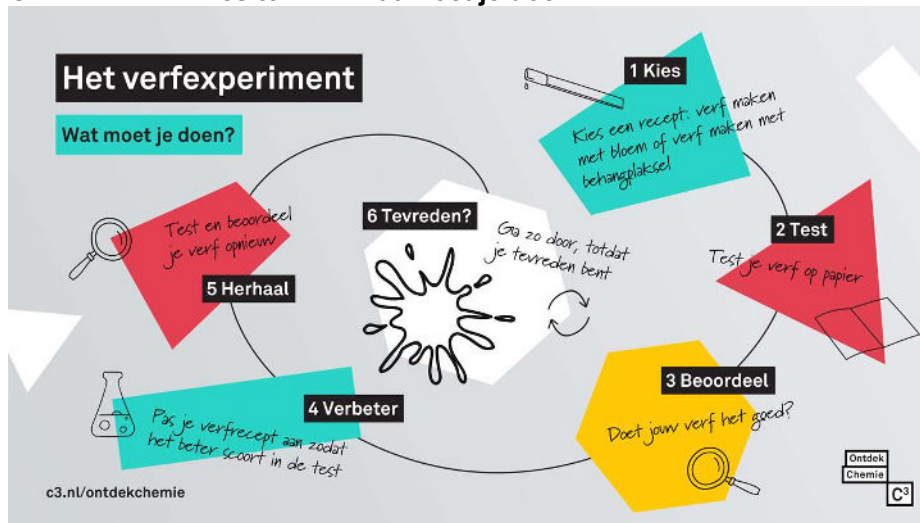 Het verfexperiment
Wat moet je doen?
1 Kies
Kies een recept: verf maken
met bloem of verf maken met
behangplaksel
2 Test
Test je verf op papier
3 Beoordeel
Doet jouw verf het goed?
4 Verbeter
Pas je verfrecept aan zodat
het beter scoort in de test
5 Herhaal
Test en beoordeel
je verf opnieuw
6 Tevreden?
Ga zo door, totdat
je tevreden bent
c3.nl/ontdekchemie
Ontdek
Chemie
C³